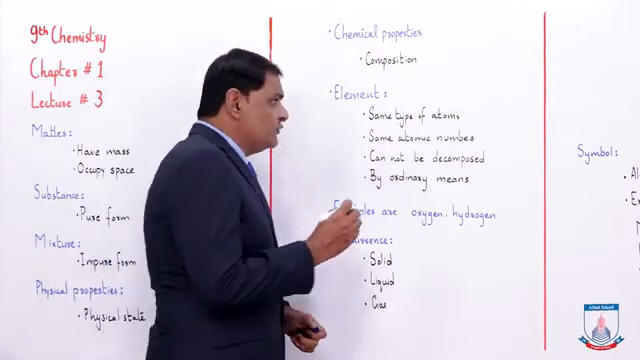 9th Chemistry
Chapter # 1
Lecture # 3
Matter:
· Have mass
· Occupy space
Substance:
· Pure form
Mixture:
· Impure form
Physical properties:
· Physical state
· Chemical properties
· Composition
· Element:
· Same type of atoms
· Same atomic number
· Can not be decomposed
· By ordinary means
are oxygen, hydrogen
· Solid
· Liquid
· Gas
Symbol:
Allied School